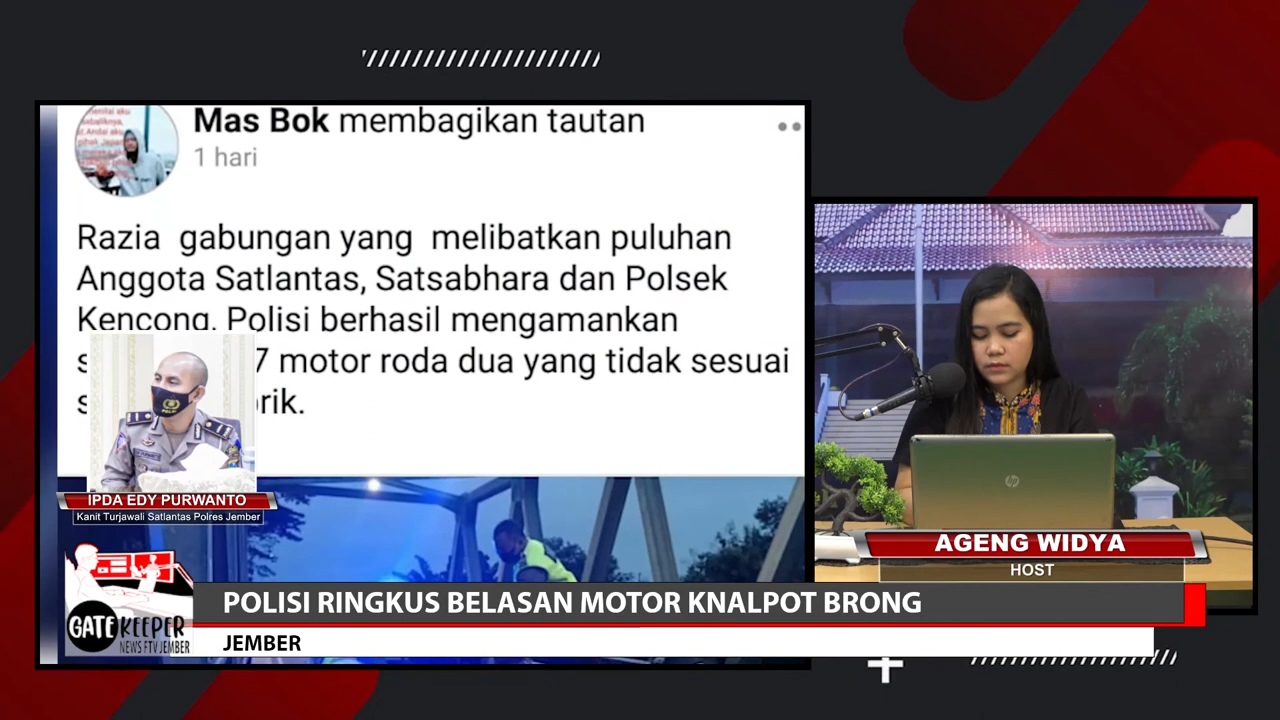 Mas Bok membagikan tautan
1 hari
Razia gabungan yang melibatkan puluhan
Anggota Satlantas, Satsabhara dan Polsek
Kencong. Polisi berhasil mengamankan
7 motor roda dua yang tidak sesuai
rik.
IPDA EDY PURWANTO
Kanit Turjawali Satlantas Polres Jember
AGENG WIDYA
HOST
hp
GATEKEEPER
NEWS FTV JEMBER
POLISI RINGKUS BELASAN MOTOR KNALPOT BRONG
JEMBER